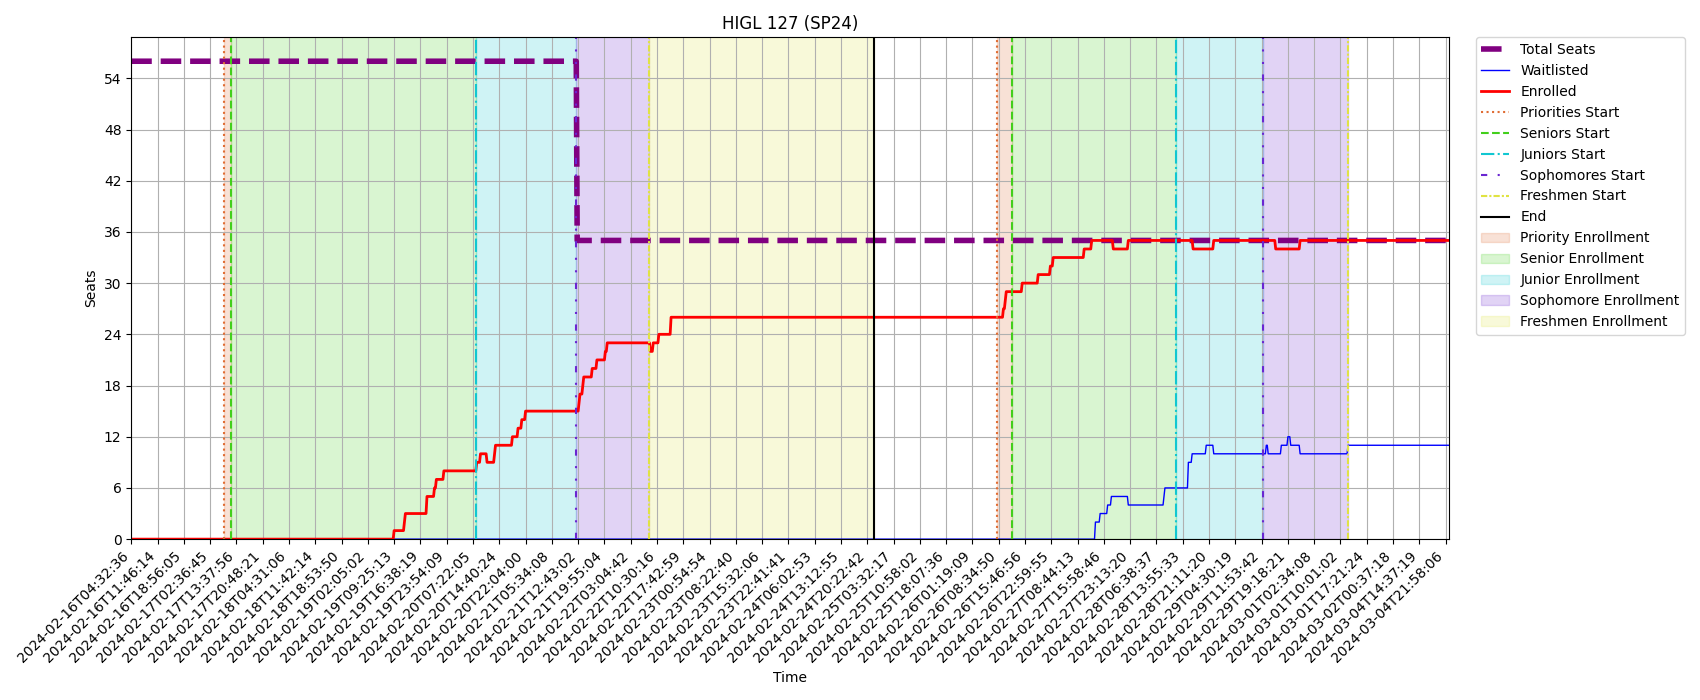 HIGL 127 (SP24)
Seats
54
48
42
36
30
24
18
12
6
0
2024-02-16T04:32:36
2024-02-16T11:46:14
2024-02-16T18:56:05
2024-02-17T02:36:45
2024-02-17T13:37:56
2024-02-17T20:48:21
2024-02-18T04:31:06
2024-02-18T11:42:14
2024-02-18T18:53:50
2024-02-19T02:05:02
2024-02-19T09:25:13
2024-02-19T16:38:19
2024-02-19T23:54:09
2024-02-20T07:22:05
2024-02-20T14:40:24
2024-02-20T22:04:00
2024-02-21T05:34:08
2024-02-21T12:43:02
2024-02-21T19:55:04
2024-02-22T03:04:42
2024-02-22T10:30:16
2024-02-22T17:42:59
2024-02-23T00:54:54
2024-02-23T08:22:40
2024-02-23T15:32:06
2024-02-23T22:41:41
2024-02-24T06:02:53
2024-02-24T13:12:55
2024-02-24T20:22:42
2024-02-25T03:32:17
2024-02-25T10:58:02
2024-02-25T18:07:36
2024-02-26T01:19:09
2024-02-26T08:34:50
2024-02-26T15:46:56
2024-02-26T22:59:55
2024-02-27T08:44:13
2024-02-27T15:58:46
2024-02-27T23:13:20
2024-02-28T06:38:37
2024-02-28T13:55:33
2024-02-28T21:11:20
2024-02-29T04:30:19
2024-02-29T11:53:42
2024-02-29T19:18:21
2024-03-01T02:34:08
2024-03-01T10:01:02
2024-03-01T17:21:24
2024-03-02T00:37:18
2024-03-04T14:37:19
2024-03-04T21:58:06
Time
Total Seats
Waitlisted
Enrolled
Priorities Start
Seniors Start
Juniors Start
Sophomores Start
Freshmen Start
End
Priority Enrollment
Senior Enrollment
Junior Enrollment
Sophomore Enrollment
Freshmen Enrollment